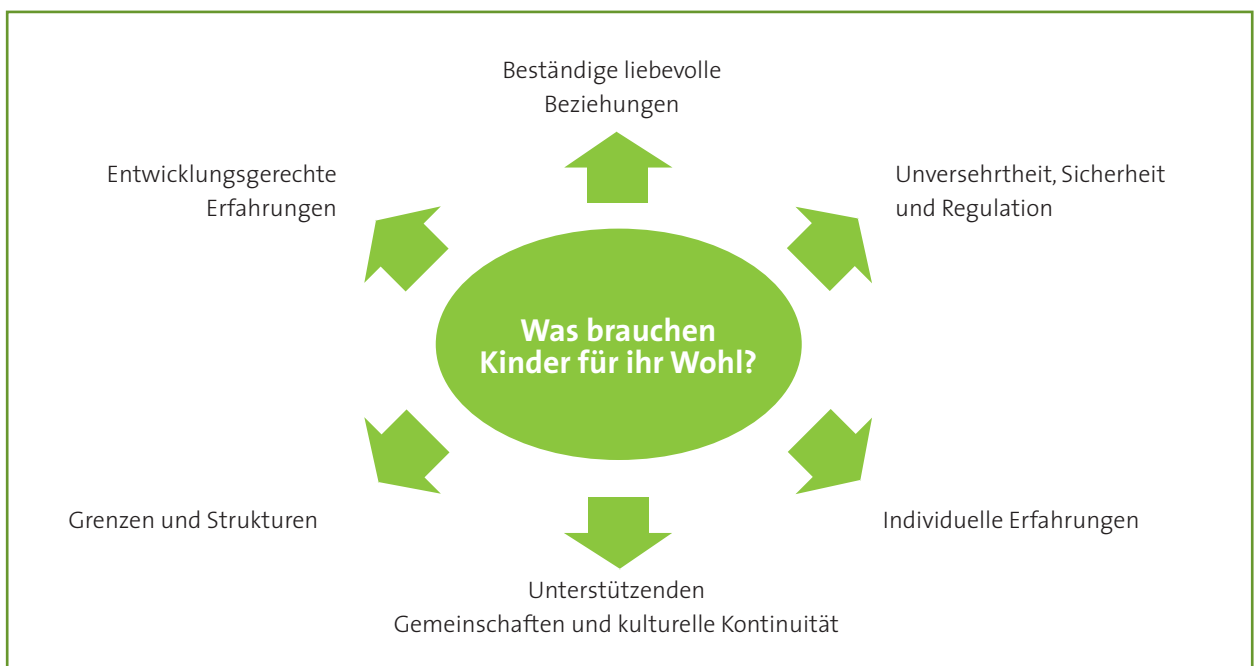 Beständige liebevolle
Beziehungen
Entwicklungsgerechte
Erfahrungen
Unversehrtheit, Sicherheit
und Regulation
Was brauchen
Kinder für ihr Wohl?
Grenzen und Strukturen
Individuelle Erfahrungen
Unterstützenden
Gemeinschaften und kulturelle Kontinuität